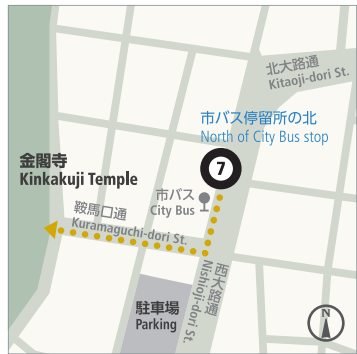 北大路通
Kitaoji-dori St.
市バス停留所の北
North of City Bus stop
7
金閣寺
Kinkakuji Temple
市バス
City Bus
鞍馬口通
Kuramaguchi-dori St.
西大路通
Nishioji-dori St.
駐車場
Parking
N